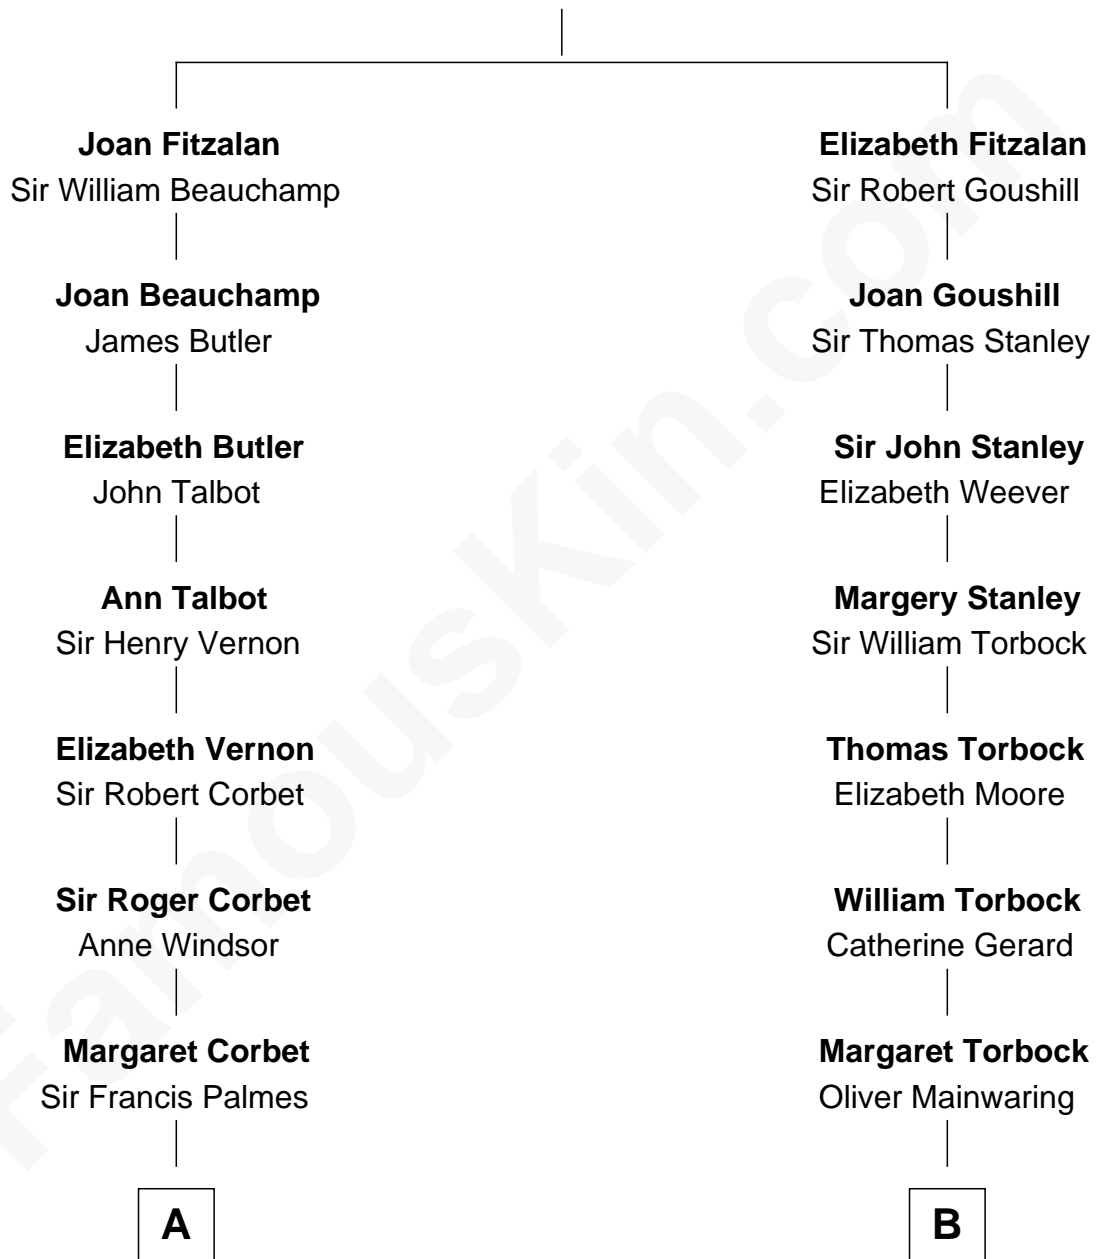 Joan Fitzalan
Sir William Beauchamp
Joan Beauchamp
James Butler
Elizabeth Butler
John Talbot
Ann Talbot
Sir Henry Vernon
Elizabeth Vernon
Sir Robert Corbet
Sir Roger Corbet
Anne Windsor
Margaret Corbet
Sir Francis Palmes
A
Elizabeth Fitzalan
Sir Robert Goushill
Joan Goushill
Sir Thomas Stanley
Sir John Stanley
Elizabeth Weever
Margery Stanley
Sir William Torbock
Thomas Torbock
Elizabeth Moore
William Torbock
Catherine Gerard
Margaret Torbock
Oliver Mainwaring
B
FamousKin.com